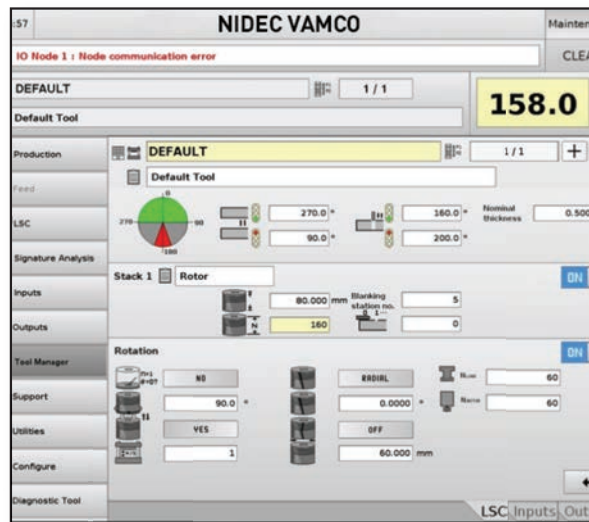 :57
NIDEC VAMCO
Mainten
IO Node 1 : Node communication error
CLEA
DEFAULT
1 / 1
158.0
Default Tool
Production
DEFAULT
1 / 1
+
Feed
Default Tool
0
270
90
180
270.0 °
160.0 °
Nominal thickness
0.500
90.0 °
200.0 °
LSC
Signature Analysis
Stack 1
Rotor
ON
Inputs
80.000 mm
Blanking station no.
5
Outputs
N
160
0 1...
0
Tool Manager
Rotation
ON
NO
RADIAL
60
Support
90.0 °
0.0000 °
60
Utilities
YES
OFF
Configure
1
60.000 mm
Diagnostic Tool
LSC
Inputs
Out